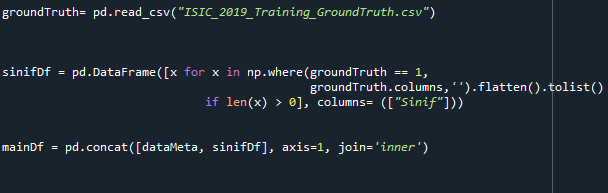 groundTruth= pd.read_csv("ISIC_2019_Training_GroundTruth.csv")
sinifDf = pd.DataFrame([x for x in np.where(groundTruth == 1,
groundTruth.columns,'').flatten().tolist()
if len(x) > 0], columns= (["Sinif"]))
mainDf = pd.concat([dataMeta, sinifDf], axis=1, join='inner')